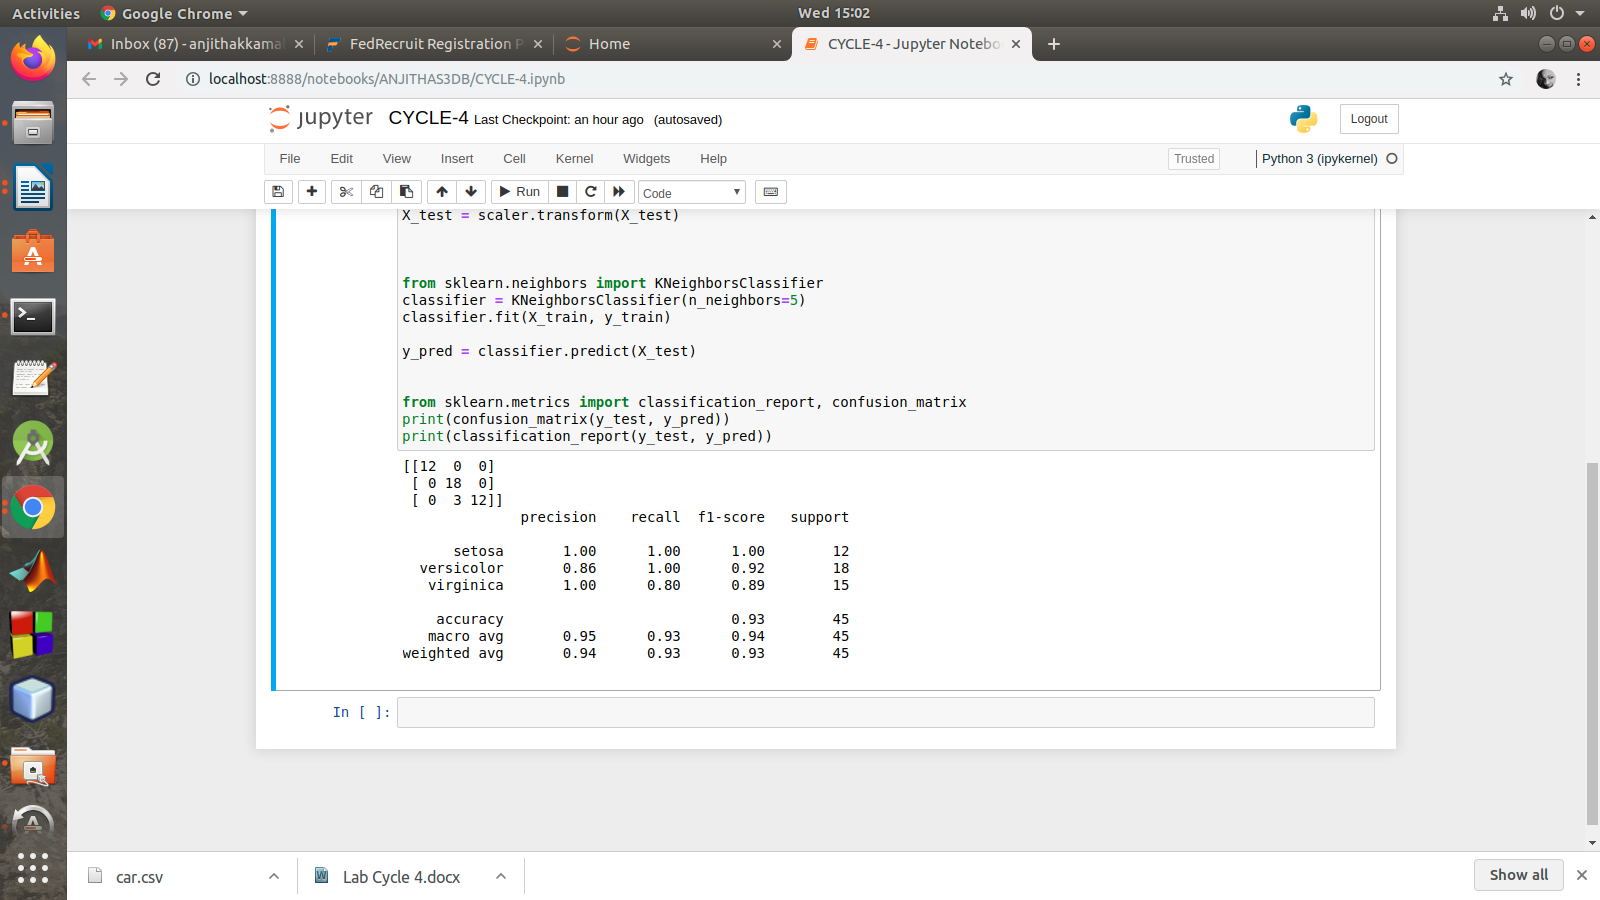 Activities Google Chrome Wed 15:02
Inbox (87) - anjithakkamal FedRecruit Registration P Home CYCLE-4 - Jupyter Notebo
localhost:8888/notebooks/ANJITHAS3DB/CYCLE-4.ipynb
jupyter CYCLE-4 Last Checkpoint: an hour ago (autosaved) Logout
File Edit View Insert Cell Kernel Widgets Help Trusted Python 3 (ipykernel)
Run Code
X_test = scaler.transform(X_test)
from sklearn.neighbors import KNeighborsClassifier
classifier = KNeighborsClassifier(n_neighbors=5)
classifier.fit(X_train, y_train)
y_pred = classifier.predict(X_test)
from sklearn.metrics import classification_report, confusion_matrix
print(confusion_matrix(y_test, y_pred))
print(classification_report(y_test, y_pred))
[[12  0  0]
 [ 0 18  0]
 [ 0  3 12]]
precision recall f1-score support
setosa 1.00 1.00 1.00 12
versicolor 0.86 1.00 0.92 18
virginica 1.00 0.80 0.89 15
accuracy 0.93 45
macro avg 0.95 0.93 0.94 45
weighted avg 0.94 0.93 0.93 45
In [ ]:
car.csv Lab Cycle 4.docx Show all